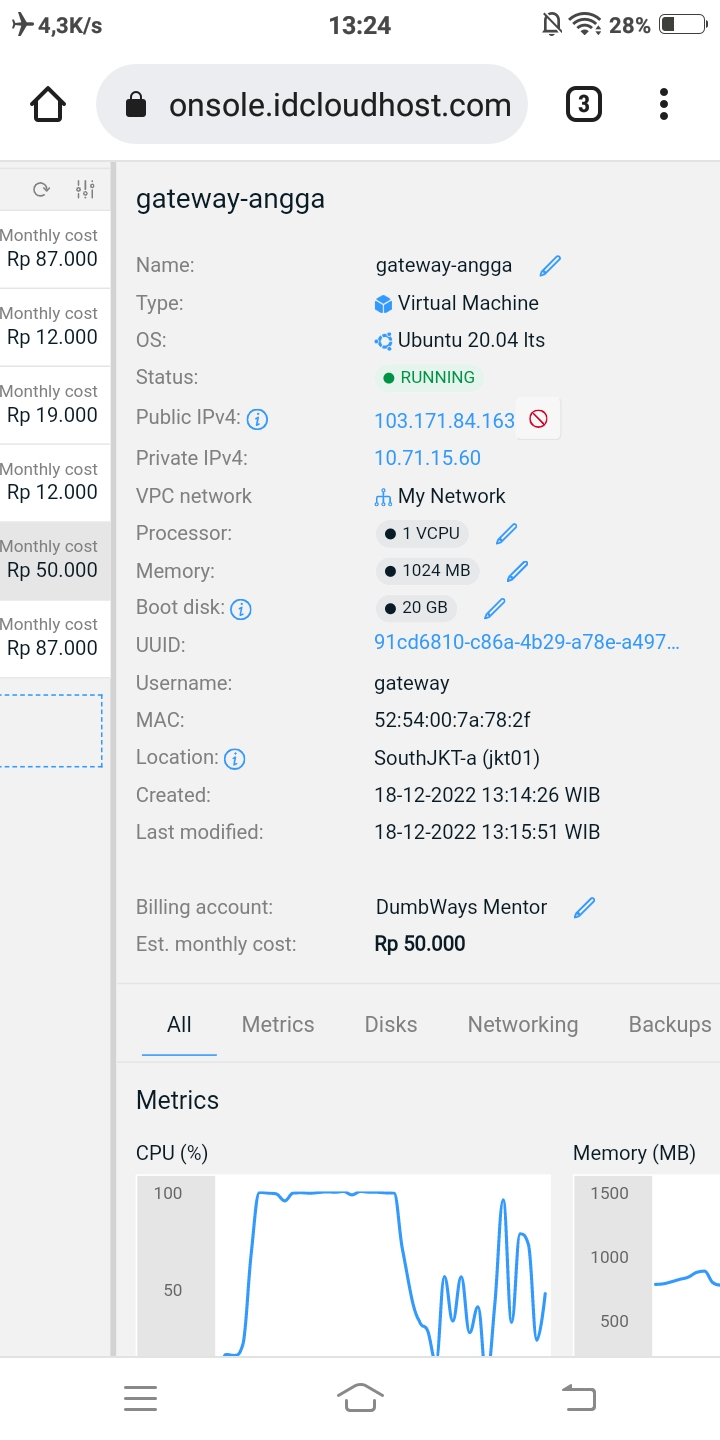 4,3K/s 13:24 28%
onsole.idcloudhost.com 3
Monthly cost
Rp 87.000
Monthly cost
Rp 12.000
Monthly cost
Rp 19.000
Monthly cost
Rp 12.000
Monthly cost
Rp 50.000
Monthly cost
Rp 87.000
gateway-angga
Name: gateway-angga
Type: Virtual Machine
OS: Ubuntu 20.04 lts
Status: RUNNING
Public IPv4: 103.171.84.163
Private IPv4: 10.71.15.60
VPC network My Network
Processor: 1 VCPU
Memory: 1024 MB
Boot disk: 20 GB
UUID: 91cd6810-c86a-4b29-a78e-a497...
Username: gateway
MAC: 52:54:00:7a:78:2f
Location: SouthJKT-a (jkt01)
Created: 18-12-2022 13:14:26 WIB
Last modified: 18-12-2022 13:15:51 WIB
Billing account: DumbWays Mentor
Est. monthly cost: Rp 50.000
All Metrics Disks Networking Backups
Metrics
CPU (%) Memory (MB)
100
50
1500
1000
500